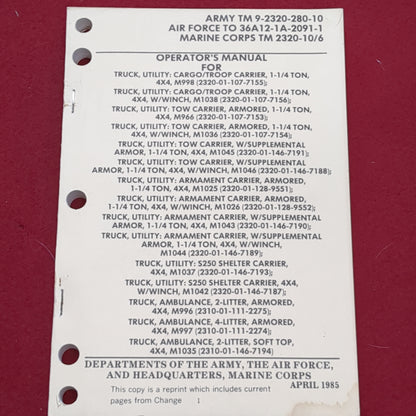 ARMY TM 9-2320-280-10
AIR FORCE TO 36A12-1A-2091-1
MARINE CORPS TM 2320-10/6
OPERATOR'S MANUAL
FOR
TRUCK, UTILITY: CARGO/TROOP CARRIER, 1-1/4 TON,
4X4, M998 (2320-01-107-7155);
TRUCK, UTILITY: CARGO/TROOP CARRIER, 1-1/4 TON,
4X4, W/WINCH, M1038 (2320-01-107-7156);
TRUCK, UTILITY: TOW CARRIER, ARMORED, 1-1/4 TON,
4X4, M966 (2320-01-107-7153);
TRUCK, UTILITY: TOW CARRIER, ARMORED, 1-1/4 TON,
4X4, W/WINCH, M1036 (2320-01-107-7154);
TRUCK, UTILITY: TOW CARRIER, W/SUPPLEMENTAL
ARMOR, 1-1/4 TON, 4X4, M1045 (2320-01-146-7191);
TRUCK, UTILITY: TOW CARRIER, W/SUPPLEMENTAL
ARMOR, 1-1/4 TON, 4X4, W/WINCH, M1046 (2320-01-146-7188);
TRUCK, UTILITY: ARMAMENT CARRIER, ARMORED,
1-1/4 TON, 4X4, M1025 (2320-01-128-9551);
TRUCK, UTILITY: ARMAMENT CARRIER, ARMORED,
1-1/4 TON, 4X4, W/WINCH, M1026 (2320-01-128-9552);
TRUCK, UTILITY: ARMAMENT CARRIER, W/SUPPLEMENTAL
ARMOR, 1-1/4 TON, 4X4, M1043 (2320-01-146-7190);
TRUCK, UTILITY: ARMAMENT CARRIER, W/SUPPLEMENTAL
ARMOR, 1-1/4 TON, 4X4, W/WINCH,
M1044 (2320-01-146-7189);
TRUCK, UTILITY: S250 SHELTER CARRIER,
4X4, M1037 (2320-01-146-7193);
TRUCK, UTILITY: S250 SHELTER CARRIER, 4X4,
W/WINCH, M1042 (2320-01-146-7187);
TRUCK, AMBULANCE, 2-LITTER, ARMORED,
4X4, M996 (2310-01-111-2275);
TRUCK, AMBULANCE, 4-LITTER, ARMORED,
4X4, M997 (2310-01-111-2274);
TRUCK, AMBULANCE, 2-LITTER, SOFT TOP,
4X4, M1035 (2310-01-146-7194)
DEPARTMENTS OF THE ARMY, THE AIR FORCE,
AND HEADQUARTERS, MARINE CORPS
APRIL 1985
This copy is a reprint which includes current
pages from Change 1